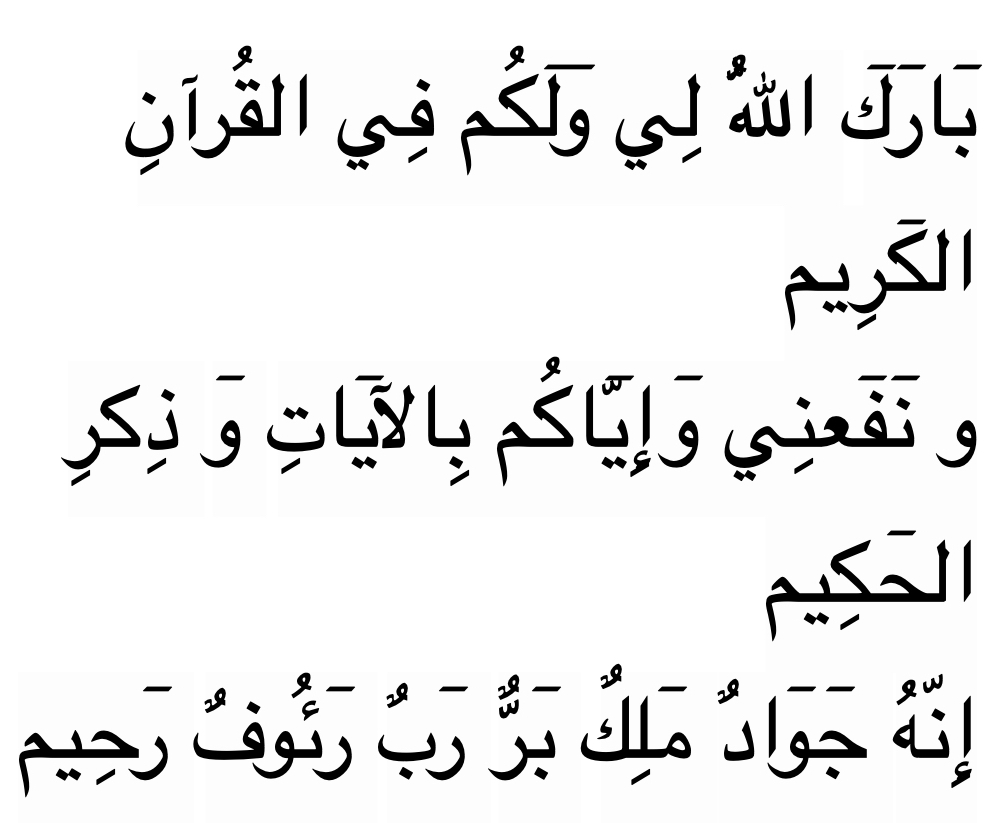 بَارَكَ اللهُ لِي وَلَكُم فِي القُرآنِ
الكَرِيم
و نَفَعنِي وَإِيَّاكُم بِالآيَاتِ وَ ذِكرِ
الحَكِيم
إِنّهُ جَوَادٌ مَلِكٌ بَرٌّ رَبٌ رَئُوفٌ رَحِيم